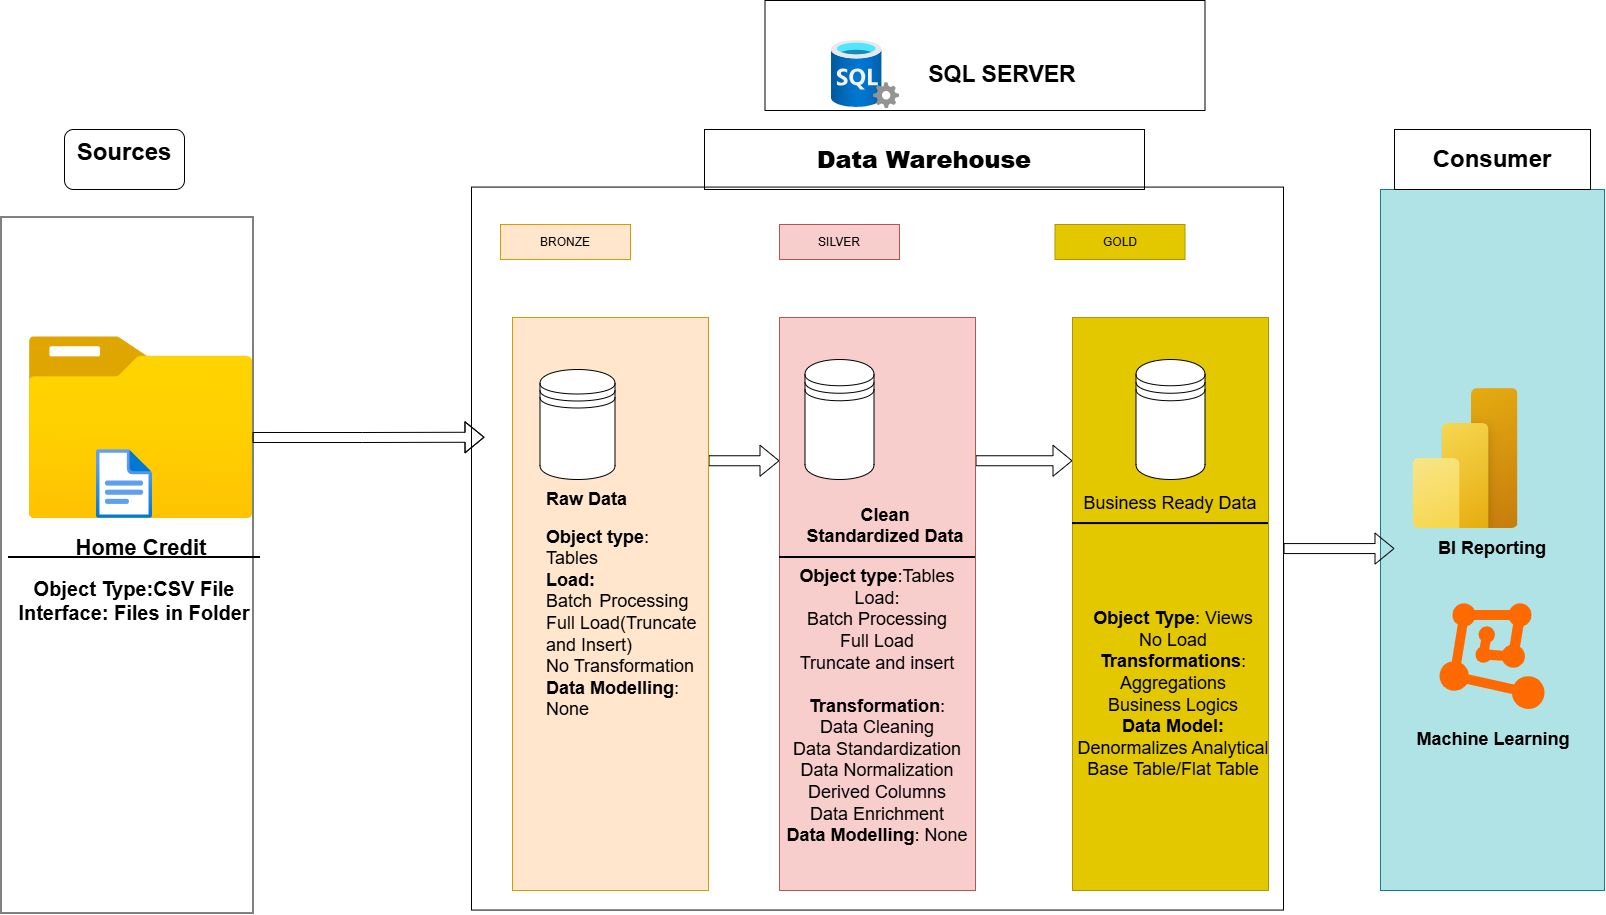 SQL
SQL SERVER
Sources
Data Warehouse
Consumer
BRONZE
SILVER
GOLD
Home Credit
Object Type:CSV File
Interface: Files in Folder
Raw Data
Object type:
Tables
Load:
Batch Processing
Full Load(Truncate
and Insert)
No Transformation
Data Modelling:
None
Clean
Standardized Data
Object type:Tables
Load:
Batch Processing
Full Load
Truncate and insert
Transformation:
Data Cleaning
Data Standardization
Data Normalization
Derived Columns
Data Enrichment
Data Modelling: None
Business Ready Data
Object Type: Views
No Load
Transformations:
Aggregations
Business Logics
Data Model:
Denormalizes Analytical
Base Table/Flat Table
BI Reporting
Machine Learning